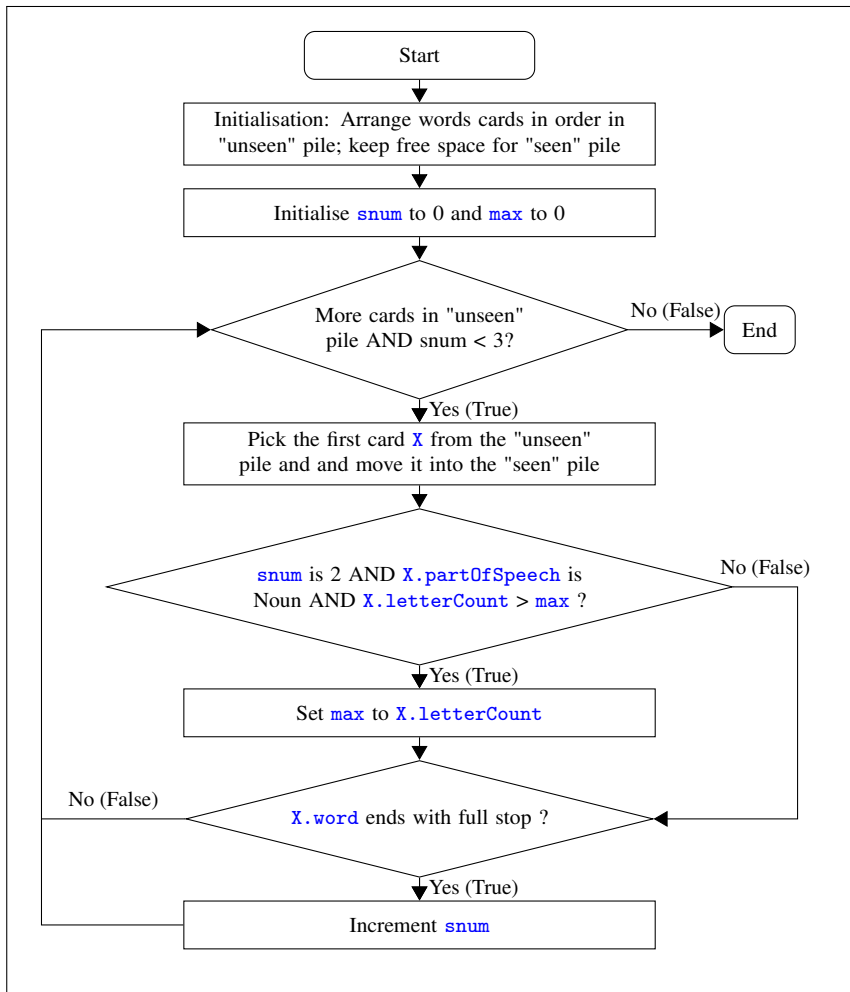 Start
Initialisation: Arrange words cards in order in
"unseen" pile; keep free space for "seen" pile
Initialise snum to 0 and max to 0
More cards in "unseen"
pile AND snum < 3?
No (False)
End
Yes (True)
Pick the first card X from the "unseen"
pile and and move it into the "seen" pile
snum is 2 AND X.partOfSpeech is
Noun AND X.letterCount > max ?
No (False)
Yes (True)
Set max to X.letterCount
No (False)
X.word ends with full stop ?
Yes (True)
Increment snum